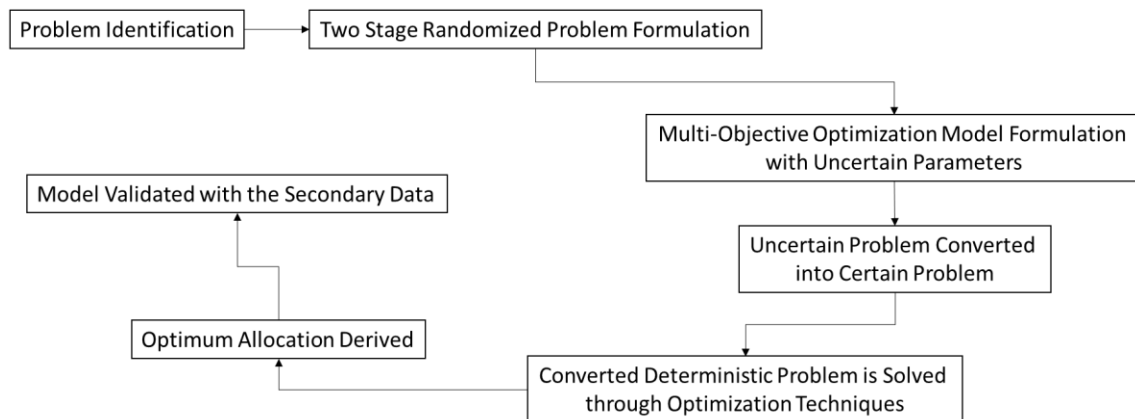 Problem Identification
Two Stage Randomized Problem Formulation
Multi-Objective Optimization Model Formulation
with Uncertain Parameters
Uncertain Problem Converted
into Certain Problem
Converted Deterministic Problem is Solved
through Optimization Techniques
Optimum Allocation Derived
Model Validated with the Secondary Data